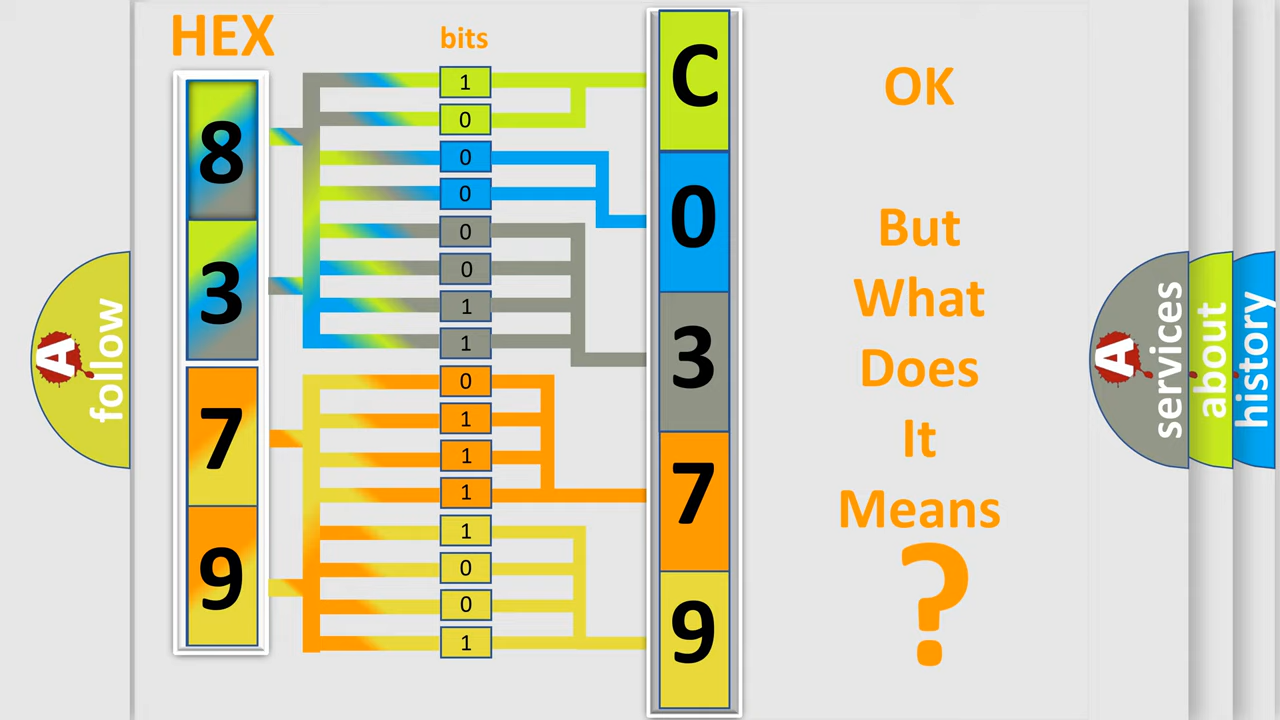 HEX
bits
8
3
7
9
1
0
0
0
0
0
1
1
0
1
1
1
1
0
0
1
C
0
3
7
9
OK
But
What
Does
It
Means
?
A
follow
A
services
about
history